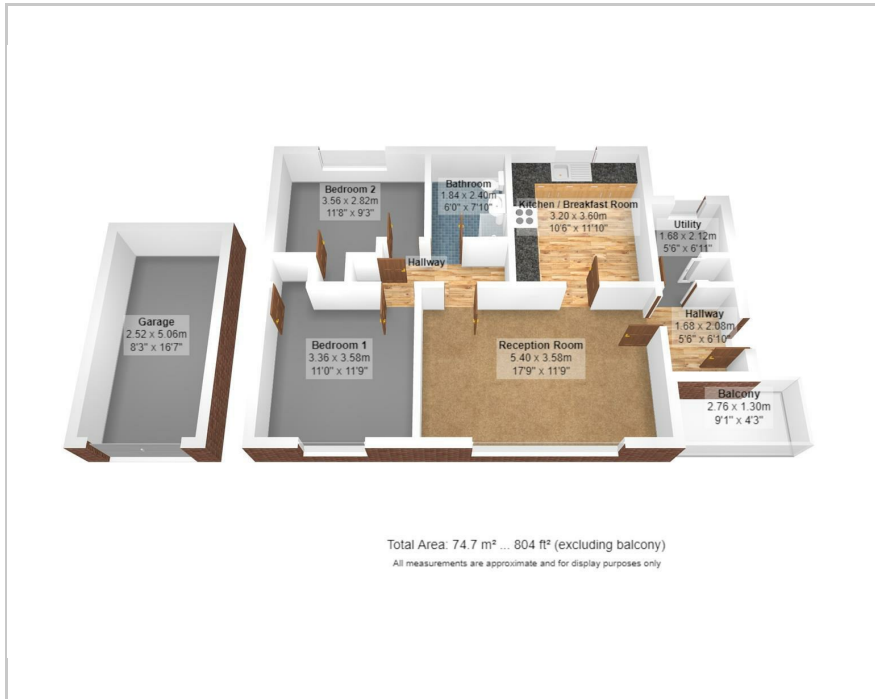 Bedroom 2
3.56 x 2.82m
11'8" x 9'3"
Bathroom
1.84 x 2.40m
6'0" x 7'10"
Kitchen / Breakfast Room
3.20 x 3.60m
10'6" x 11'10"
Utility
1.68 x 2.12m
5'6" x 6'11"
Hallway
Garage
2.52 x 5.06m
8'3" x 16'7"
Bedroom 1
3.36 x 3.58m
11'0" x 11'9"
Reception Room
5.40 x 3.58m
17'9" x 11'9"
Hallway
1.68 x 2.08m
5'6" x 6'10"
Balcony
2.76 x 1.30m
9'1" x 4'3"
Total Area: 74.7 m² ... 804 ft² (excluding balcony)
All measurements are approximate and for display purposes only